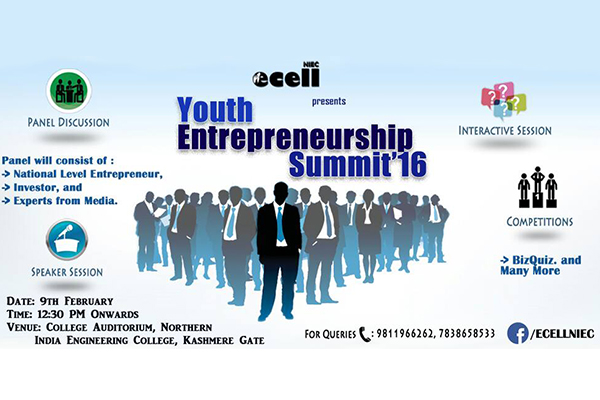 NIEC
ecell
presents
Youth
Entrepreneurship
Summit'16
Panel Discussion
Panel will consist of :
-> National Level Entrepreneur,
-> Investor, and
-> Experts from Media.
Speaker Session
Interactive Session
? ? ?
Competitions
-> BizQuiz. and
Many More
Date: 9th February
Time: 12:30 PM Onwards
Venue: College Auditorium, Northern
India Engineering College, Kashmere Gate
For Queries : 9811966262, 7838658533
f /ECELLNIEC